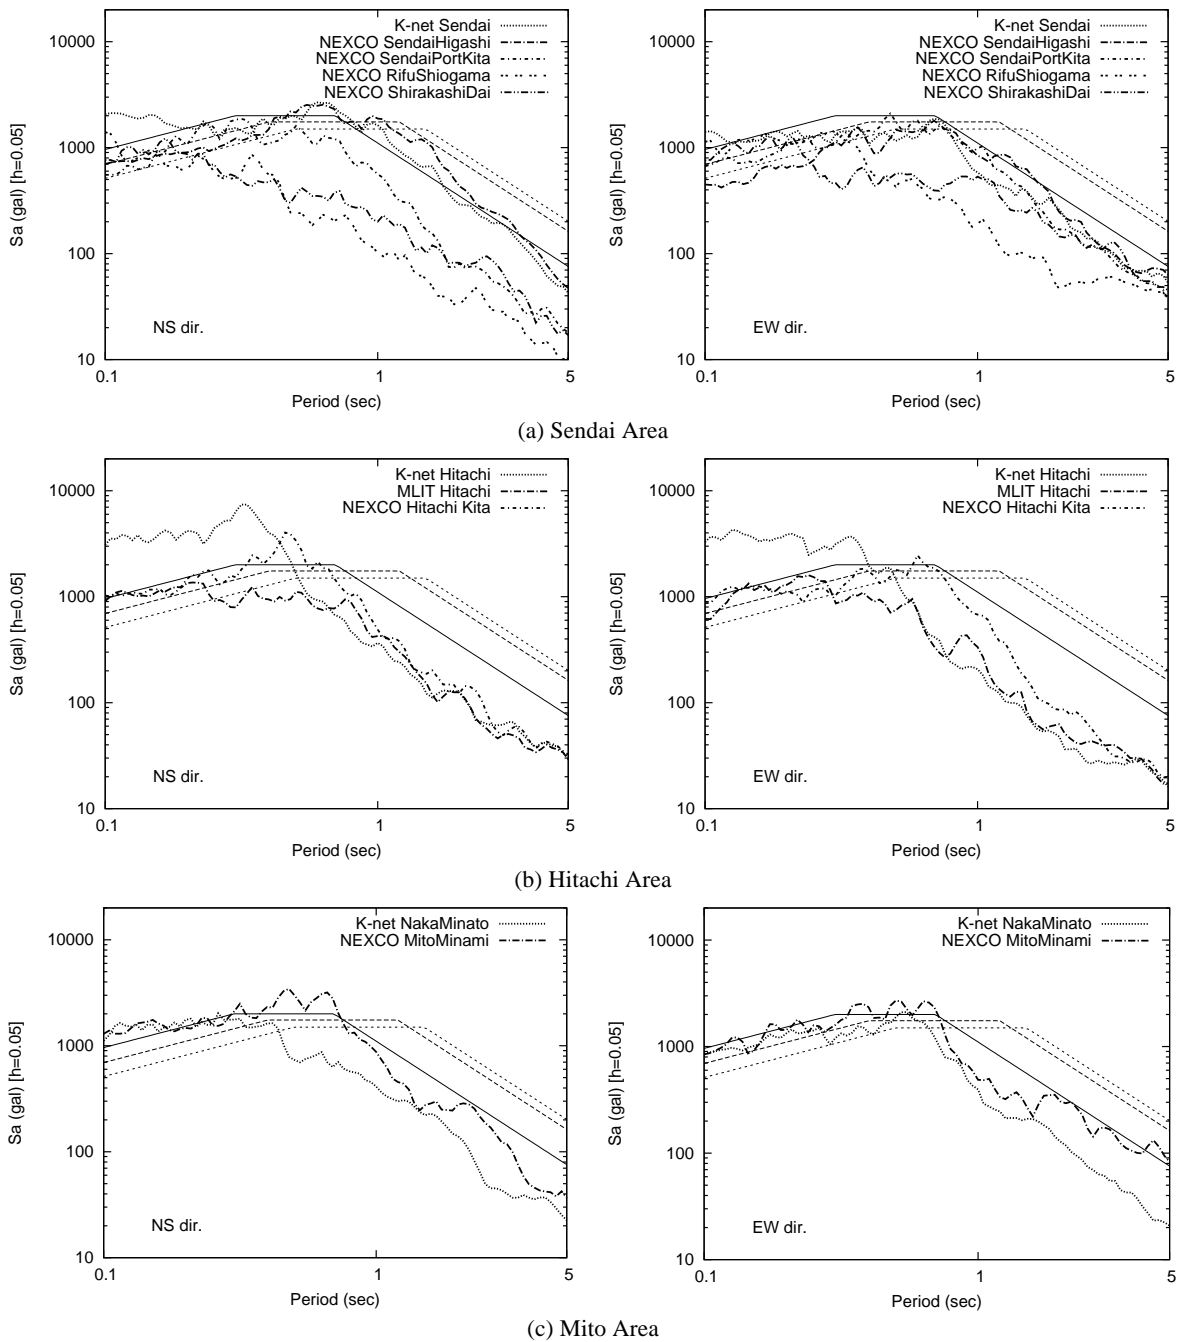 K-net Sendai
NEXCO SendaiHigashi
NEXCO SendaiPortKita
NEXCO RifuShiogama
NEXCO ShirakashiDai
10000
1000
100
10
Sa (gal) [h=0.05]
NS dir.
0.1
1
5
Period (sec)
K-net Sendai
NEXCO SendaiHigashi
NEXCO SendaiPortKita
NEXCO RifuShiogama
NEXCO ShirakashiDai
10000
1000
100
10
Sa (gal) [h=0.05]
EW dir.
0.1
1
5
Period (sec)
(a) Sendai Area
K-net Hitachi
MLIT Hitachi
NEXCO Hitachi Kita
10000
1000
100
10
Sa (gal) [h=0.05]
NS dir.
0.1
1
5
Period (sec)
K-net Hitachi
MLIT Hitachi
NEXCO Hitachi Kita
10000
1000
100
10
Sa (gal) [h=0.05]
EW dir.
0.1
1
5
Period (sec)
(b) Hitachi Area
K-net NakaMinato
NEXCO MitoMinami
10000
1000
100
10
Sa (gal) [h=0.05]
NS dir.
0.1
1
5
Period (sec)
K-net NakaMinato
NEXCO MitoMinami
10000
1000
100
10
Sa (gal) [h=0.05]
EW dir.
0.1
1
5
Period (sec)
(c) Mito Area